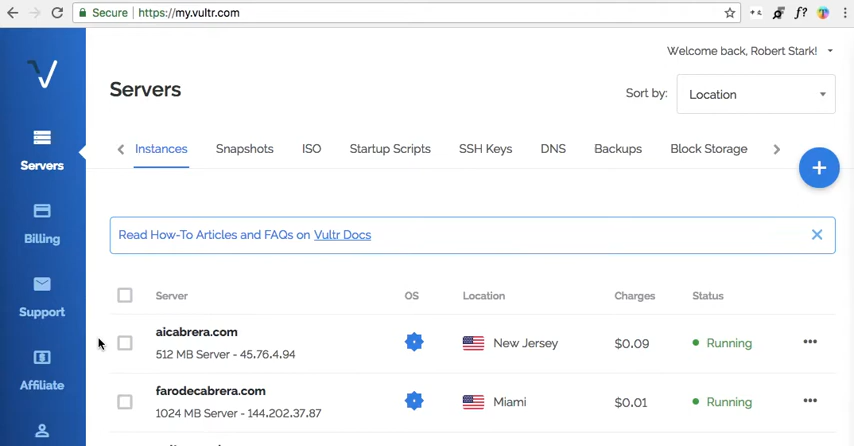 Secure https://my.vultr.com
f?
T
Welcome back, Robert Stark!
Servers
Sort by: Location
Instances Snapshots ISO Startup Scripts SSH Keys DNS Backups Block Storage
+
Servers
Read How-To Articles and FAQs on Vultr Docs
Billing
Support
Affiliate
Server OS Location Charges Status
aicabrera.com
512 MB Server - 45.76.4.94
New Jersey $0.09 Running
farodecabrera.com
1024 MB Server - 144.202.37.87
Miami $0.01 Running